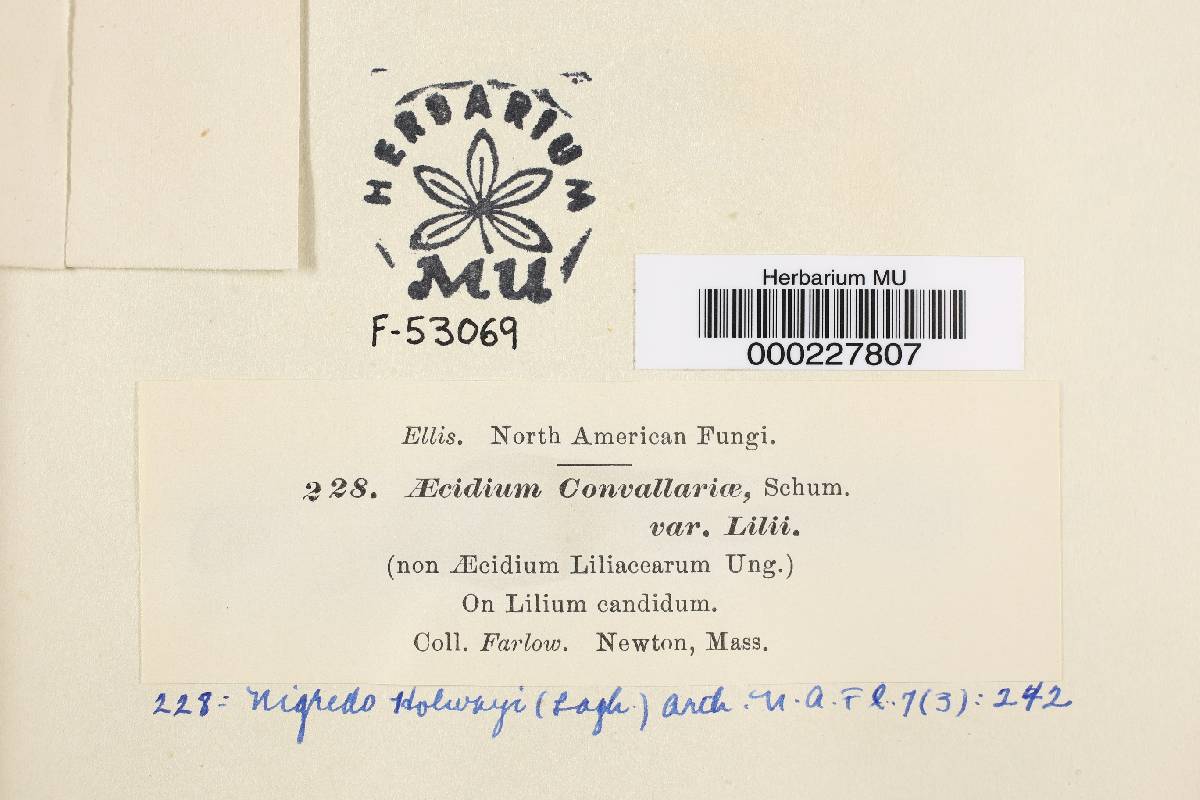 HERBARIUM
MU
F-53069
Herbarium MU
000227807
Ellis. North American Fungi.
228. Æcidium Convallariæ, Schum.
var. Lilii.
(non Æcidium Liliacearum Ung.)
On Lilium candidum.
Coll. Farlow. Newton, Mass.
228 = Nigredo Holwayi (Lagh.) Arth. N. A. Fl. 7(3): 242